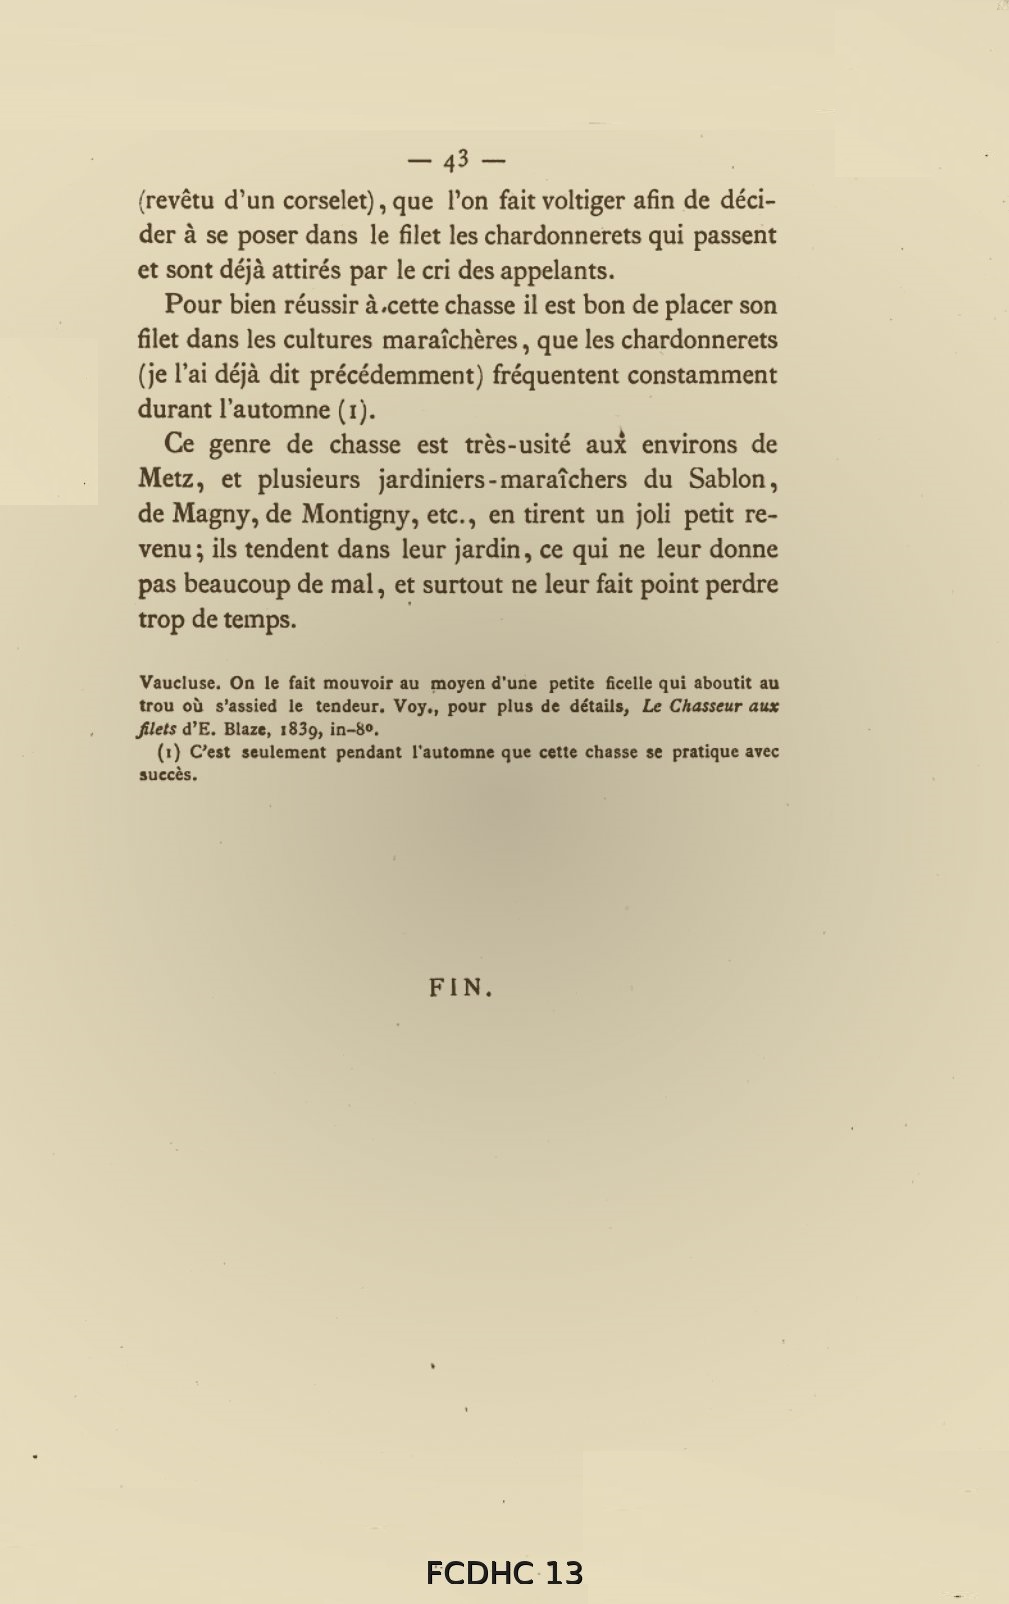 — 43 —
(revêtu d'un corselet), que l'on fait voltiger afin de déci-
der à se poser dans le filet les chardonnerets qui passent
et sont déjà attirés par le cri des appelants.
Pour bien réussir à cette chasse il est bon de placer son
filet dans les cultures maraîchères, que les chardonnerets
(je l'ai déjà dit précédemment) fréquentent constamment
durant l'automne (1).
Ce genre de chasse est très-usité aux environs de
Metz, et plusieurs jardiniers-maraîchers du Sablon,
de Magny, de Montigny, etc., en tirent un joli petit re-
venu; ils tendent dans leur jardin, ce qui ne leur donne
pas beaucoup de mal, et surtout ne leur fait point perdre
trop de temps.
Vaucluse. On le fait mouvoir au moyen d'une petite ficelle qui aboutit au
trou où s'assied le tendeur. Voy., pour plus de détails, Le Chasseur aux
filets d'E. Blaze, 1839, in-8º.
(1) C'est seulement pendant l'automne que cette chasse se pratique avec
succès.
FIN.
FCDHC 13